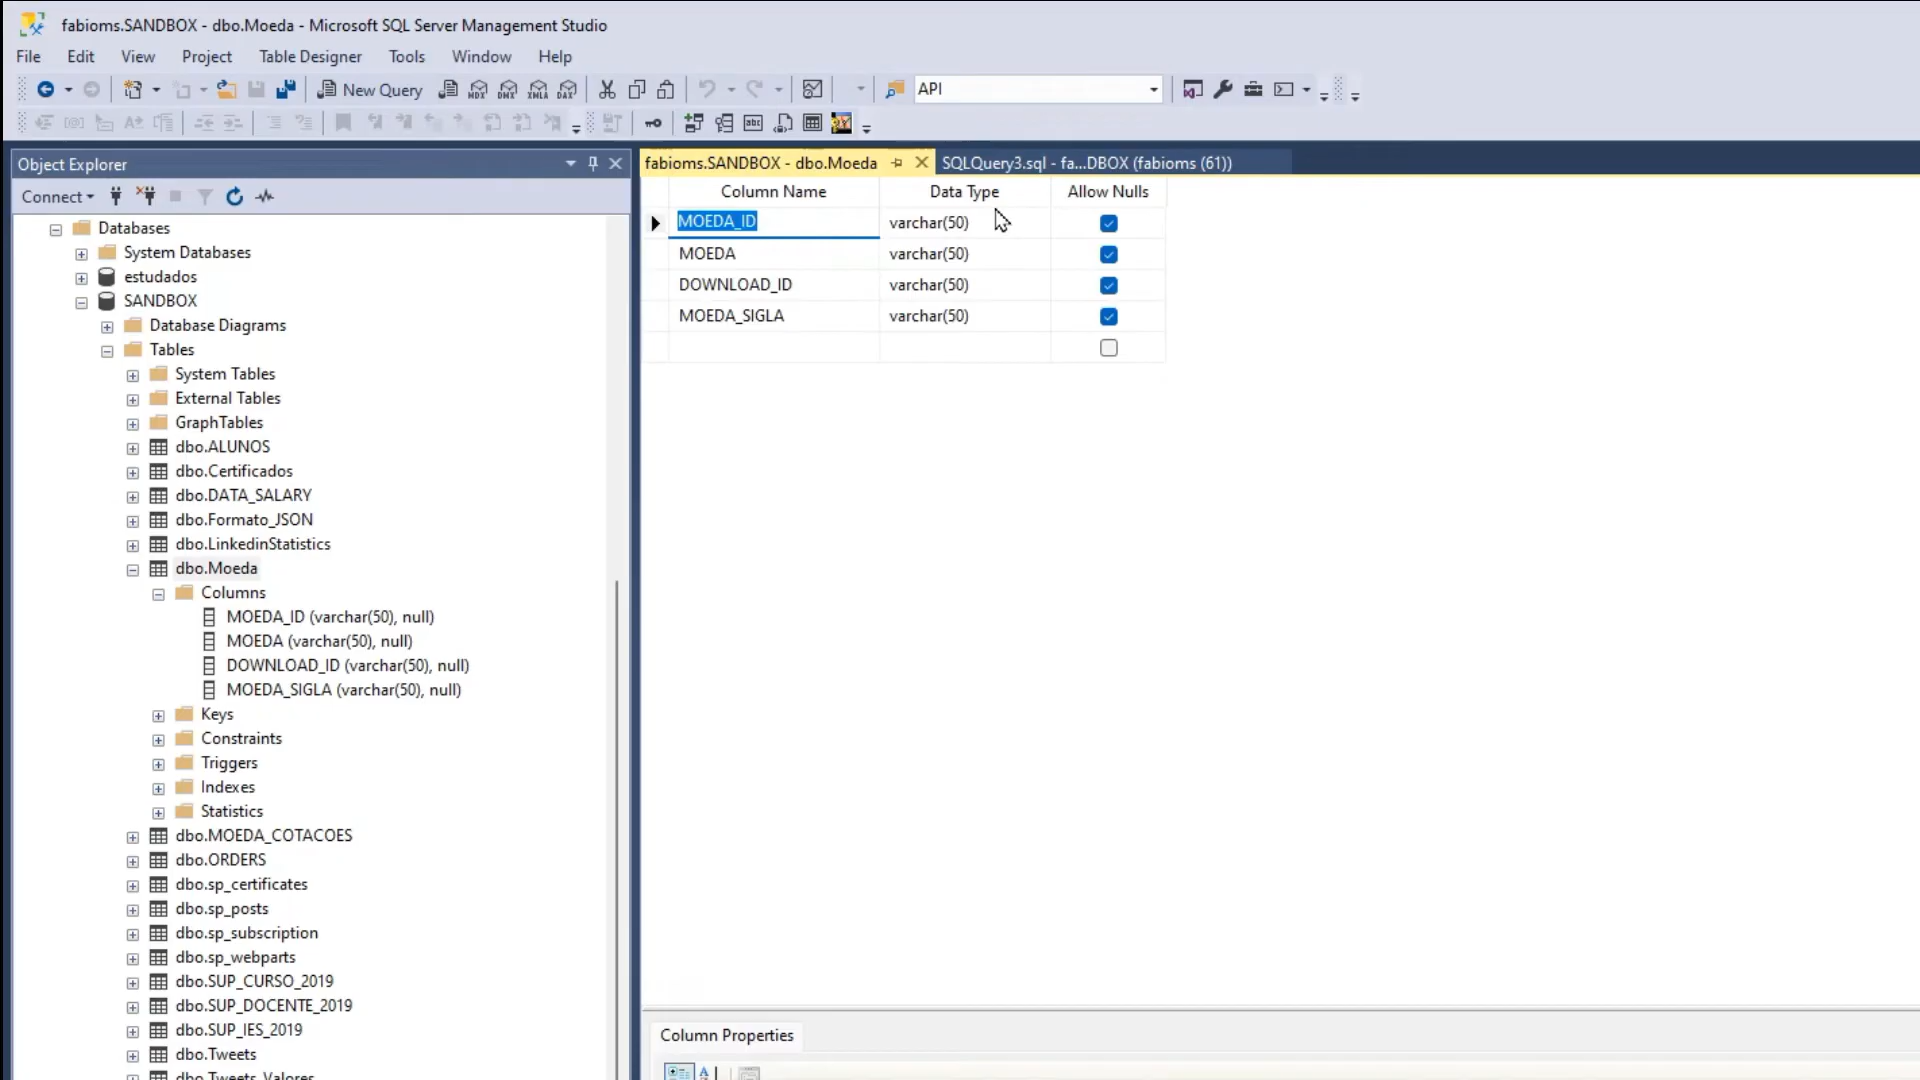 fabioms.SANDBOX - dbo.Moeda - Microsoft SQL Server Management Studio
File Edit View Project Table Designer Tools Window Help
New Query MDX DMX XMLA DAX API
Object Explorer
Connect
Databases
System Databases
estudados
SANDBOX
Database Diagrams
Tables
System Tables
External Tables
GraphTables
dbo.ALUNOS
dbo.Certificados
dbo.DATA_SALARY
dbo.Formato_JSON
dbo.LinkedinStatistics
dbo.Moeda
Columns
MOEDA_ID (varchar(50), null)
MOEDA (varchar(50), null)
DOWNLOAD_ID (varchar(50), null)
MOEDA_SIGLA (varchar(50), null)
Keys
Constraints
Triggers
Indexes
Statistics
dbo.MOEDA_COTACOES
dbo.ORDERS
dbo.sp_certificates
dbo.sp_posts
dbo.sp_subscription
dbo.sp_webparts
dbo.SUP_CURSO_2019
dbo.SUP_DOCENTE_2019
dbo.SUP_IES_2019
dbo.Tweets
dbo.Tweets_Valores
fabioms.SANDBOX - dbo.Moeda SQLQuery3.sql - fa...DBOX (fabioms (61))
Column Name Data Type Allow Nulls
MOEDA_ID varchar(50)
MOEDA varchar(50)
DOWNLOAD_ID varchar(50)
MOEDA_SIGLA varchar(50)
Column Properties